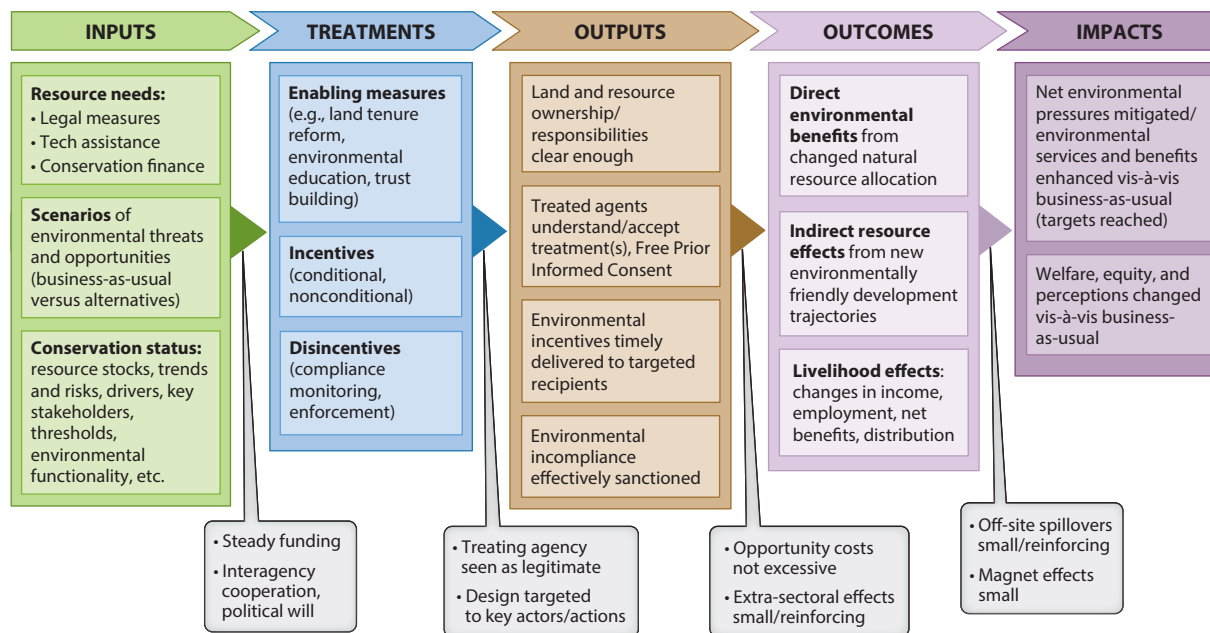 INPUTS
TREATMENTS
OUTPUTS
OUTCOMES
IMPACTS
Resource needs:
• Legal measures
• Tech assistance
• Conservation finance
Scenarios of
environmental threats
and opportunities
(business-as-usual
versus alternatives)
Conservation status:
resource stocks, trends
and risks, drivers, key
stakeholders,
thresholds,
environmental
functionality, etc.
Enabling measures
(e.g., land tenure
reform,
environmental
education, trust
building)
Incentives
(conditional,
nonconditional)
Disincentives
(compliance
monitoring,
enforcement)
Land and resource
ownership/
responsibilities
clear enough
Treated agents
understand/accept
treatment(s), Free Prior
Informed Consent
Environmental
incentives timely
delivered to targeted
recipients
Environmental
incompliance
effectively sanctioned
Direct
environmental
benefits from
changed natural
resource allocation
Indirect resource
effects from new
environmentally
friendly development
trajectories
Livelihood effects:
changes in income,
employment, net
benefits, distribution
Net environmental
pressures mitigated/
environmental
services and benefits
enhanced vis-à-vis
business-as-usual
(targets reached)
Welfare, equity, and
perceptions changed
vis-à-vis business-
as-usual
• Steady funding
• Interagency
cooperation,
political will
• Treating agency
seen as legitimate
• Design targeted
to key actors/actions
• Opportunity costs
not excessive
• Extra-sectoral effects
small/reinforcing
• Off-site spillovers
small/reinforcing
• Magnet effects
small